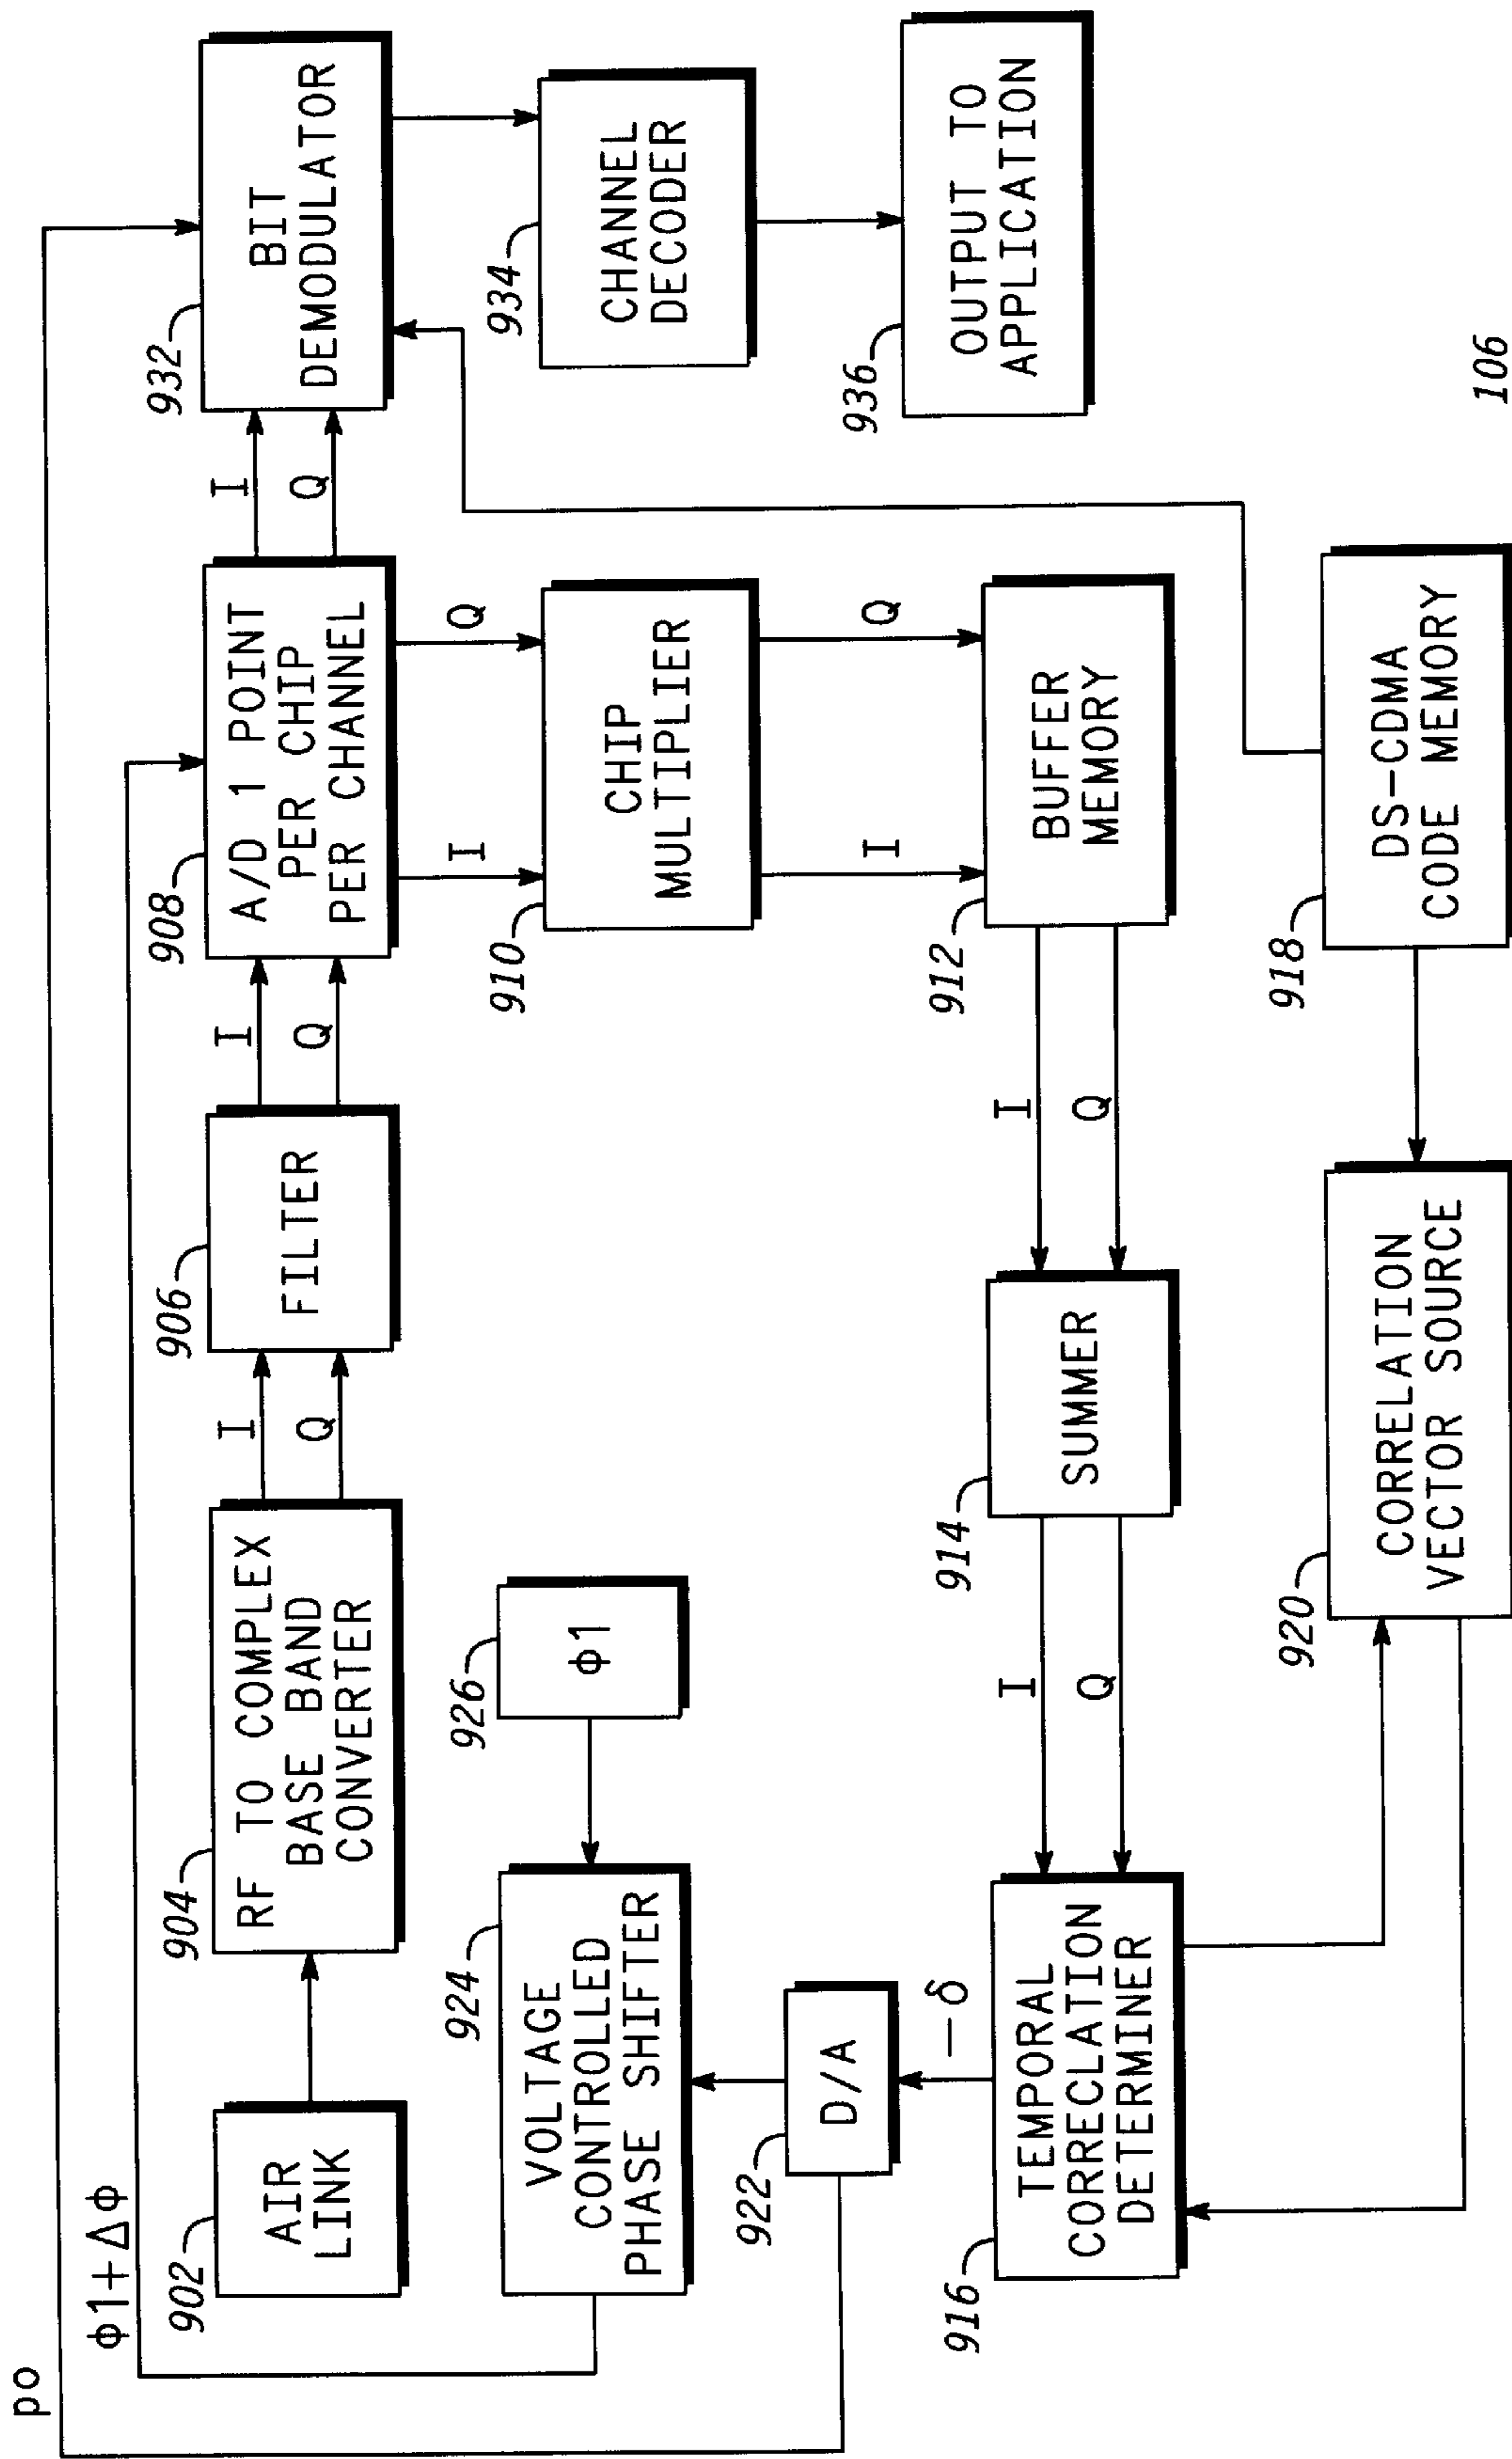 po
ϕ1+Δϕ
902
AIR
LINK
904
RF TO COMPLEX
BASE BAND
CONVERTER
I
Q
906
FILTER
I
Q
908
A/D 1 POINT
PER CHIP
PER CHANNEL
I
Q
932
BIT
DEMODULATOR
924
VOLTAGE
CONTROLLED
PHASE SHIFTER
926
ϕ1
I
Q
910
CHIP
MULTIPLIER
934
CHANNEL
DECODER
922
D/A
I
Q
—δ
916
TEMPORAL
CORRECLATION
DETERMINER
I
Q
914
SUMMER
I
Q
912
BUFFER
MEMORY
936
OUTPUT TO
APPLICATION
920
CORRELATION
VECTOR SOURCE
918
DS-CDMA
CODE MEMORY
106